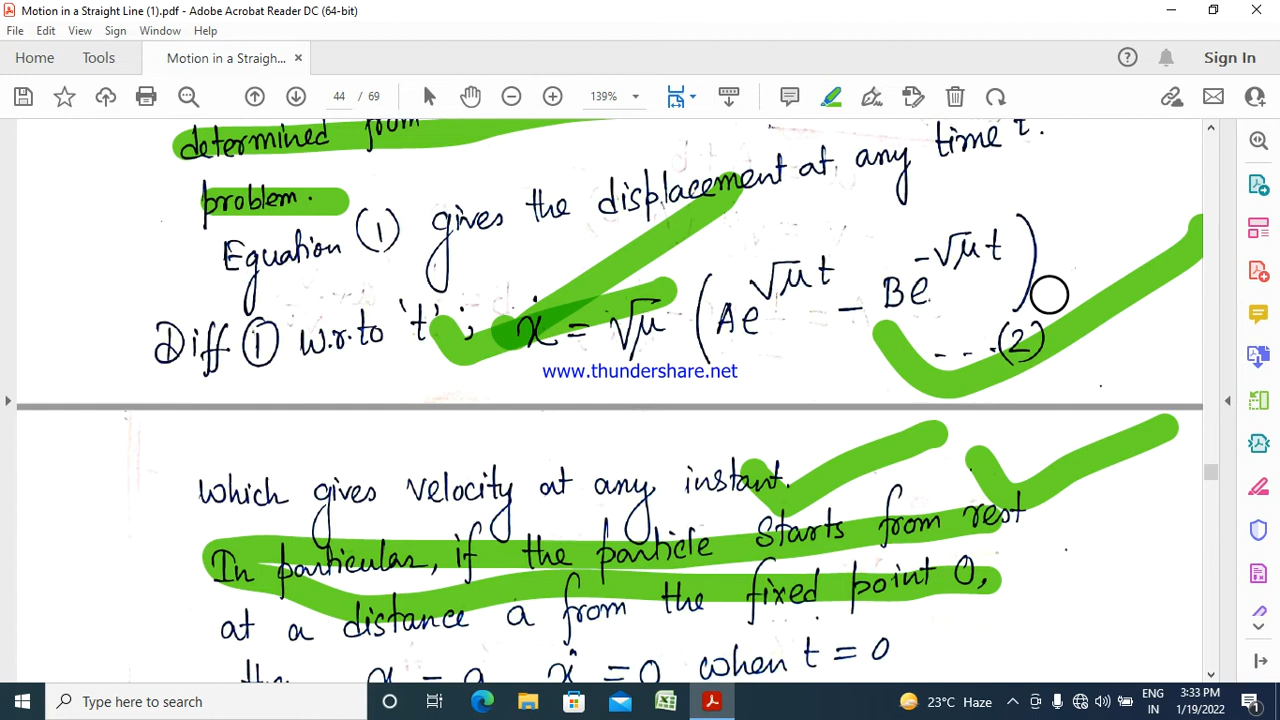 Motion in a Straight Line (1).pdf - Adobe Acrobat Reader DC (64-bit)
File Edit View Sign Window Help
Home Tools Motion in a Straigh... × Sign In
44 / 69 139%
determined from
problem.
Equation (1) gives the displacement at any time t.
Diff (1) w.r.to 't'; ẋ = √μ (Ae^{√μ t} - Be^{-√μ t})
- - -(2)
www.thundershare.net
which gives velocity at any instant.
In particular, if the particle starts from rest
at a distance a from the fixed point O,
x = a ẋ = 0 when t = 0
Type here to search
23°C Haze
ENG
IN
3:33 PM
1/19/2022